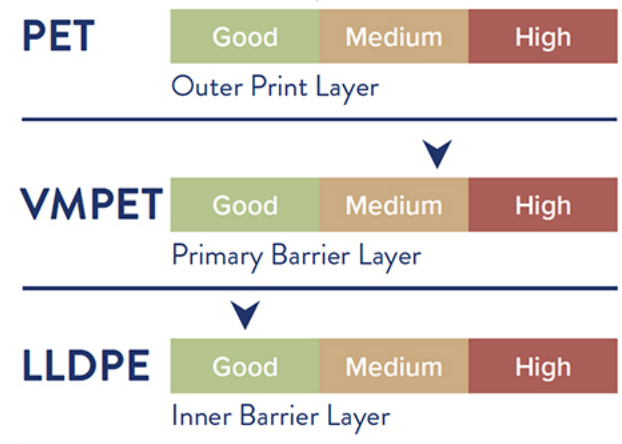 PET Good Medium High
Outer Print Layer
VMPET Good Medium High
Primary Barrier Layer
LLDPE Good Medium High
Inner Barrier Layer